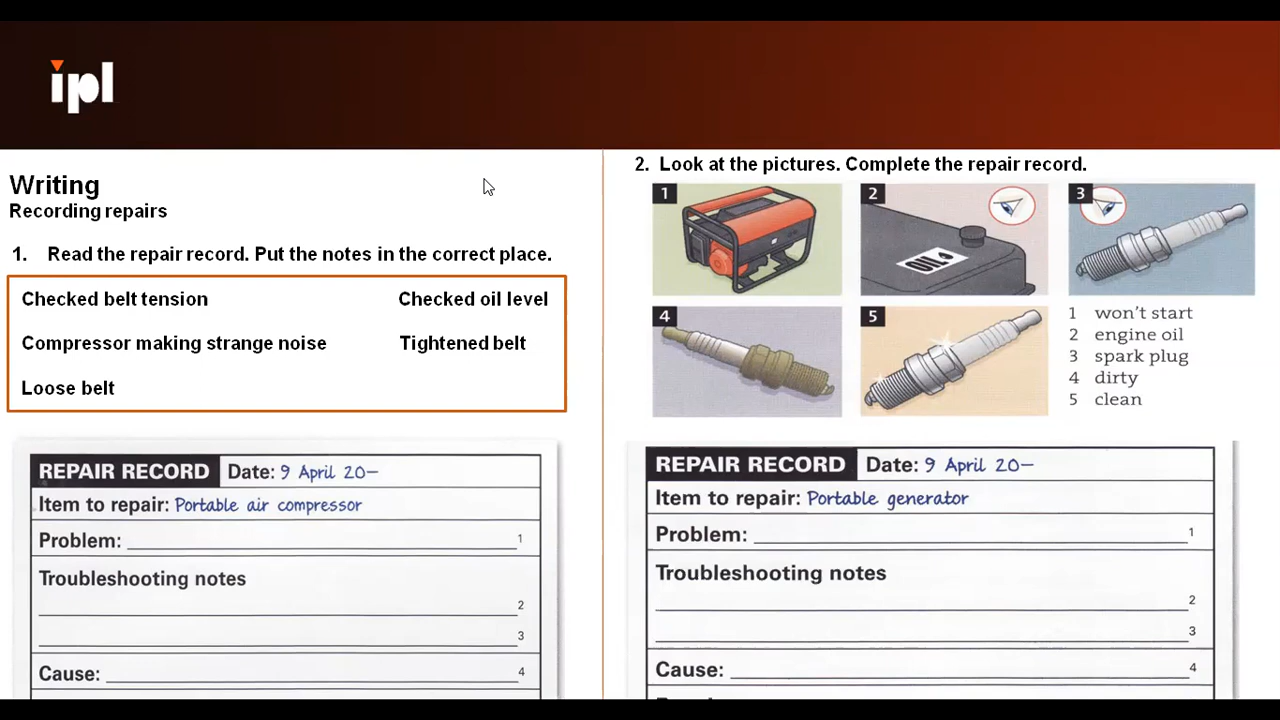 ipl
Writing
Recording repairs
1. Read the repair record. Put the notes in the correct place.
Checked belt tension Checked oil level
Compressor making strange noise Tightened belt
Loose belt
REPAIR RECORD Date: 9 April 20–
Item to repair: Portable air compressor
Problem: 1
Troubleshooting notes
2
3
Cause: 4
2. Look at the pictures. Complete the repair record.
1 2 3
OIL
4 5
1 won't start
2 engine oil
3 spark plug
4 dirty
5 clean
REPAIR RECORD Date: 9 April 20–
Item to repair: Portable generator
Problem: 1
Troubleshooting notes
2
3
Cause: 4